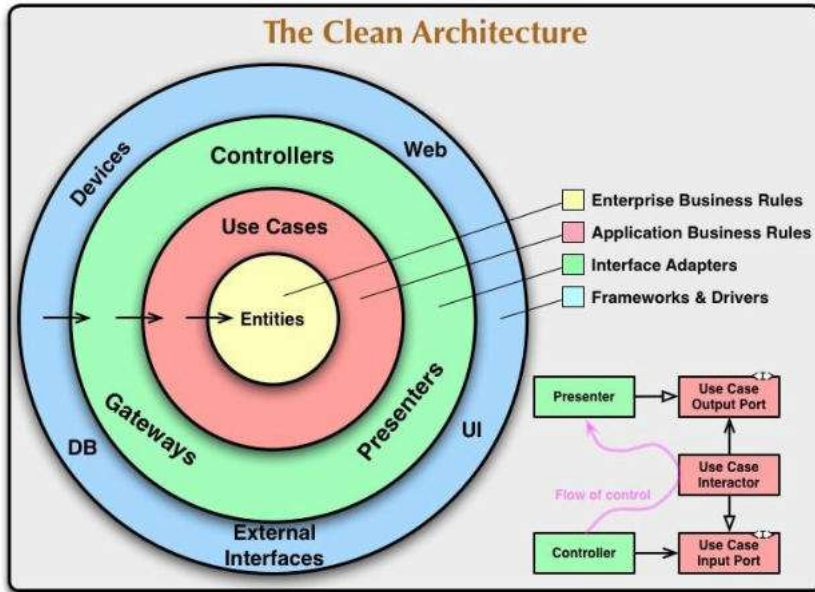 The Clean Architecture
Devices
Web
Controllers
Use Cases
Entities
Gateways
Presenters
DB
UI
External
Interfaces
Enterprise Business Rules
Application Business Rules
Interface Adapters
Frameworks & Drivers
Presenter
<I>
Use Case
Output Port
Use Case
Interactor
Flow of control
Controller
<I>
Use Case
Input Port